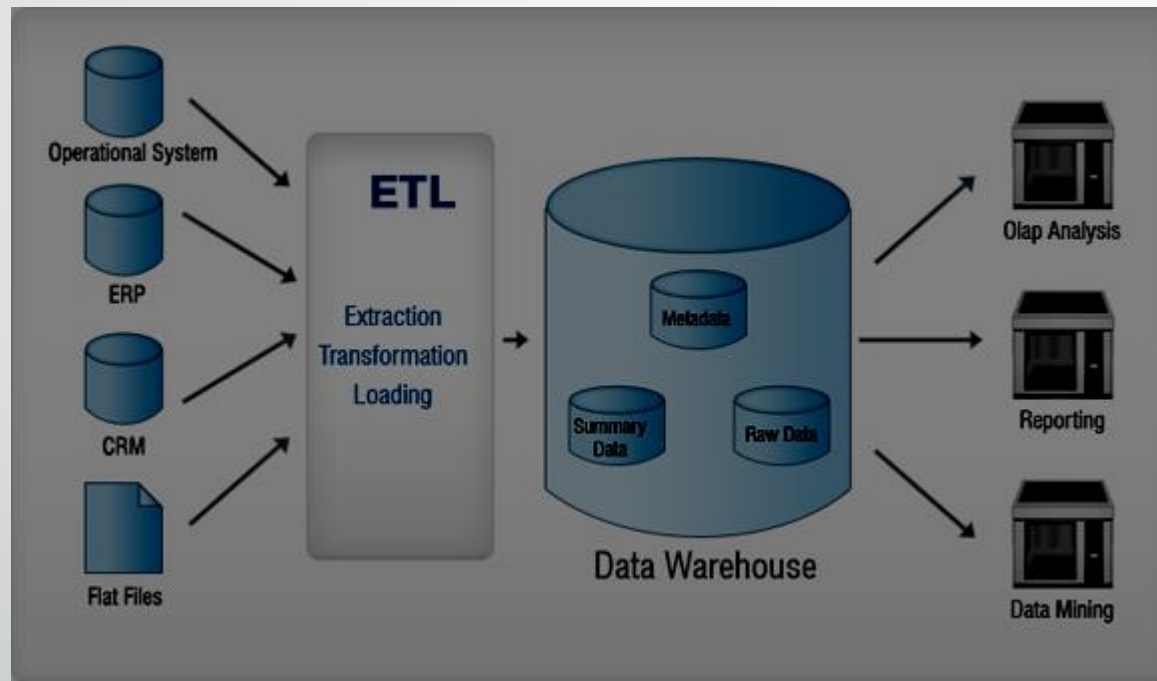 Operational System
ERP
CRM
Flat Files
ETL
Extraction
Transformation
Loading
Metadata
Summary
Data
Raw Data
Data Warehouse
Olap Analysis
Reporting
Data Mining